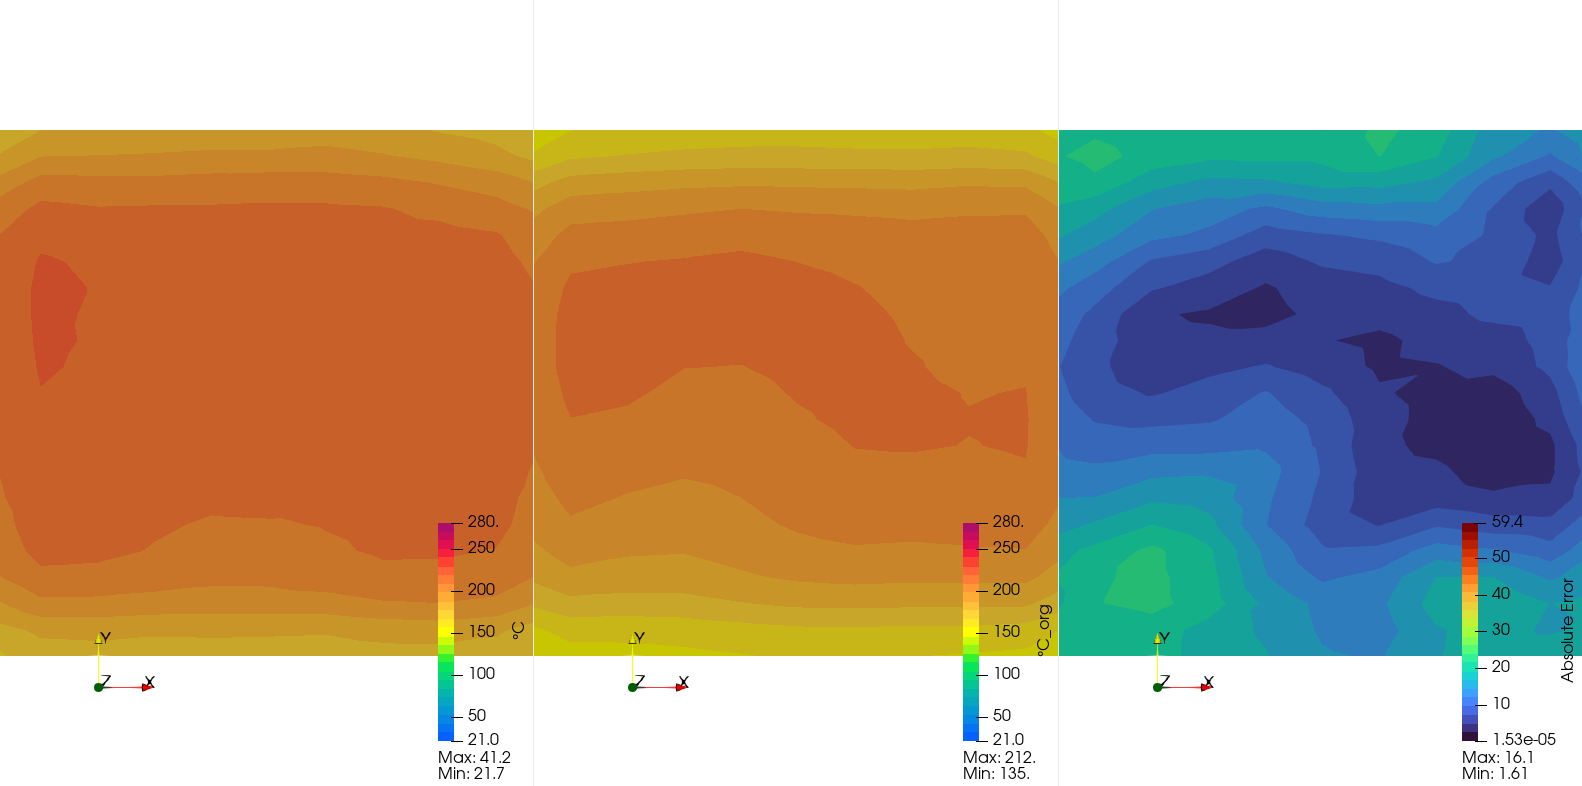 280.
250
200
150
100
50
21.0
°C
Max: 41.2
Min: 21.7
Y
Z
X
280.
250
200
150
100
50
21.0
°C_org
Max: 212.
Min: 135.
Y
Z
X
59.4
50
40
30
20
10
1.53e-05
Absolute Error
Max: 16.1
Min: 1.61
Y
Z
X